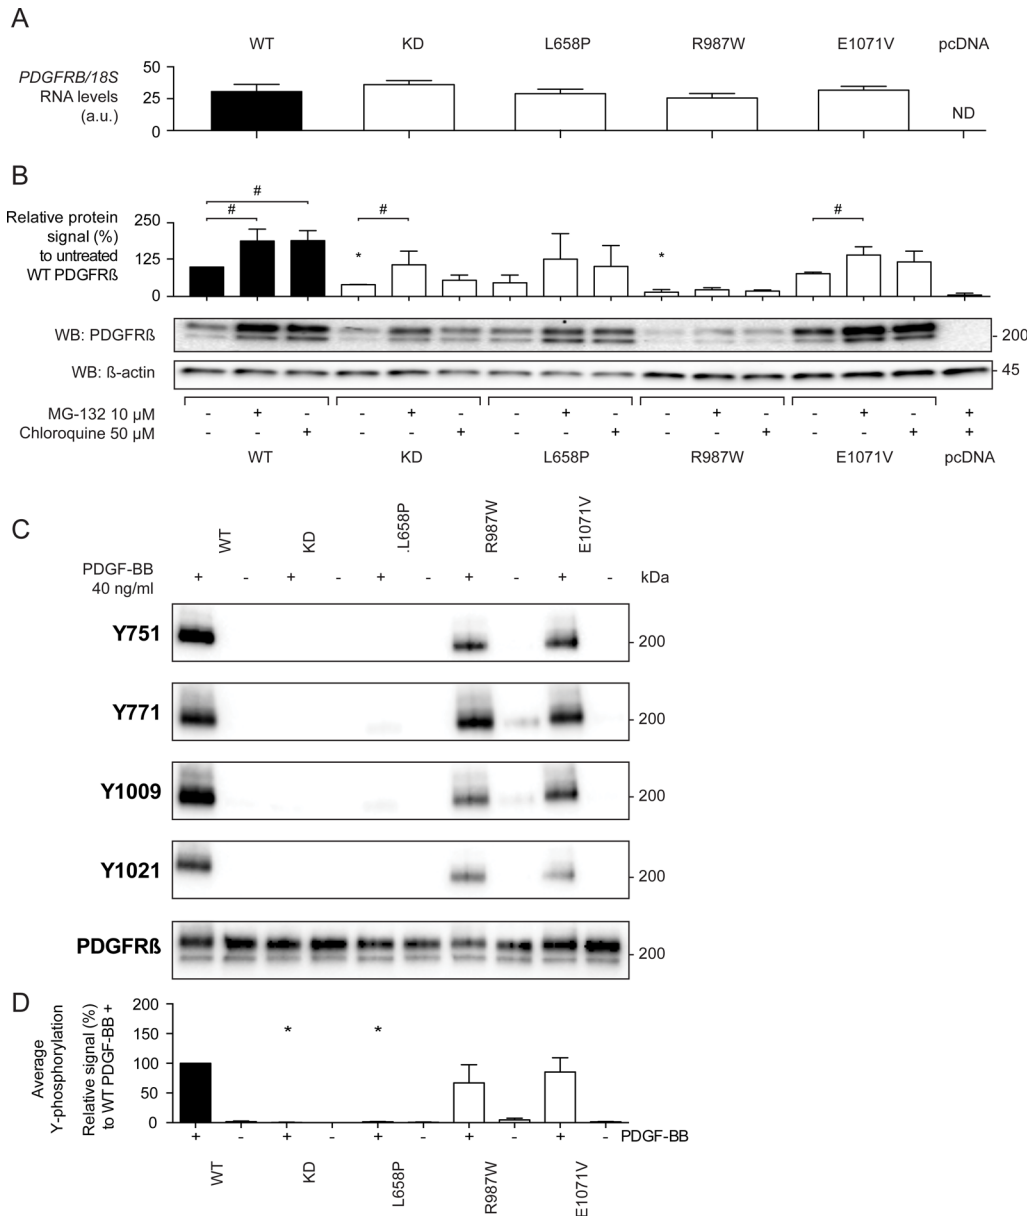 A
WT KD L658P R987W E1071V pcDNA
PDGFRB/18S
RNA levels
(a.u.)
50
25
0
ND
B
Relative protein
signal (%)
to untreated
WT PDGFRß
250
125
0
# # # * * #
WB: PDGFRß - 200
WB: ß-actin 45
MG-132 10 µM - + - - + - - + - - + - - + - +
Chloroquine 50 µM - - + - - + - - + - - + - - + +
WT KD L658P R987W E1071V pcDNA
C
WT KD .L658P R987W E1071V
PDGF-BB
40 ng/ml
+ - + - + - + - + - kDa
Y751 - 200
Y771 - 200
Y1009 - 200
Y1021 - 200
PDGFRß - 200
D
Average
Y-phosphorylation
Relative signal (%)
to WT PDGF-BB +
200
150
100
50
0
* *
+ - + - + - + - + - PDGF-BB
WT KD L658P R987W E1071V